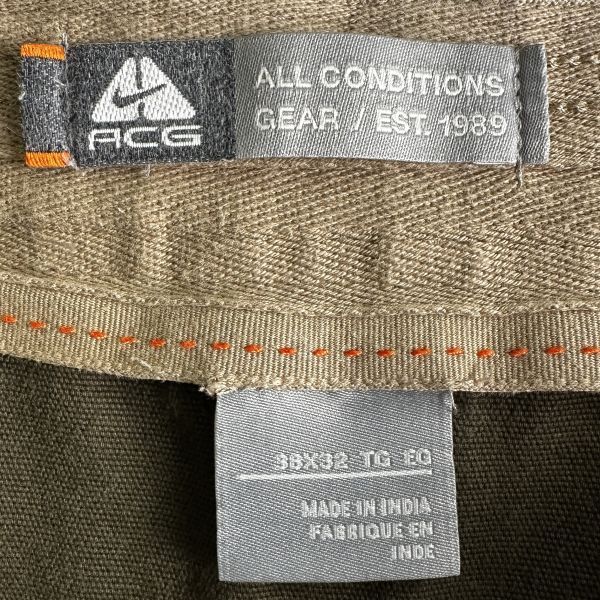 ACG
ALL CONDITIONS
GEAR / EST. 1989
38X32 TG EG
MADE IN INDIA
FABRIQUE EN
INDE